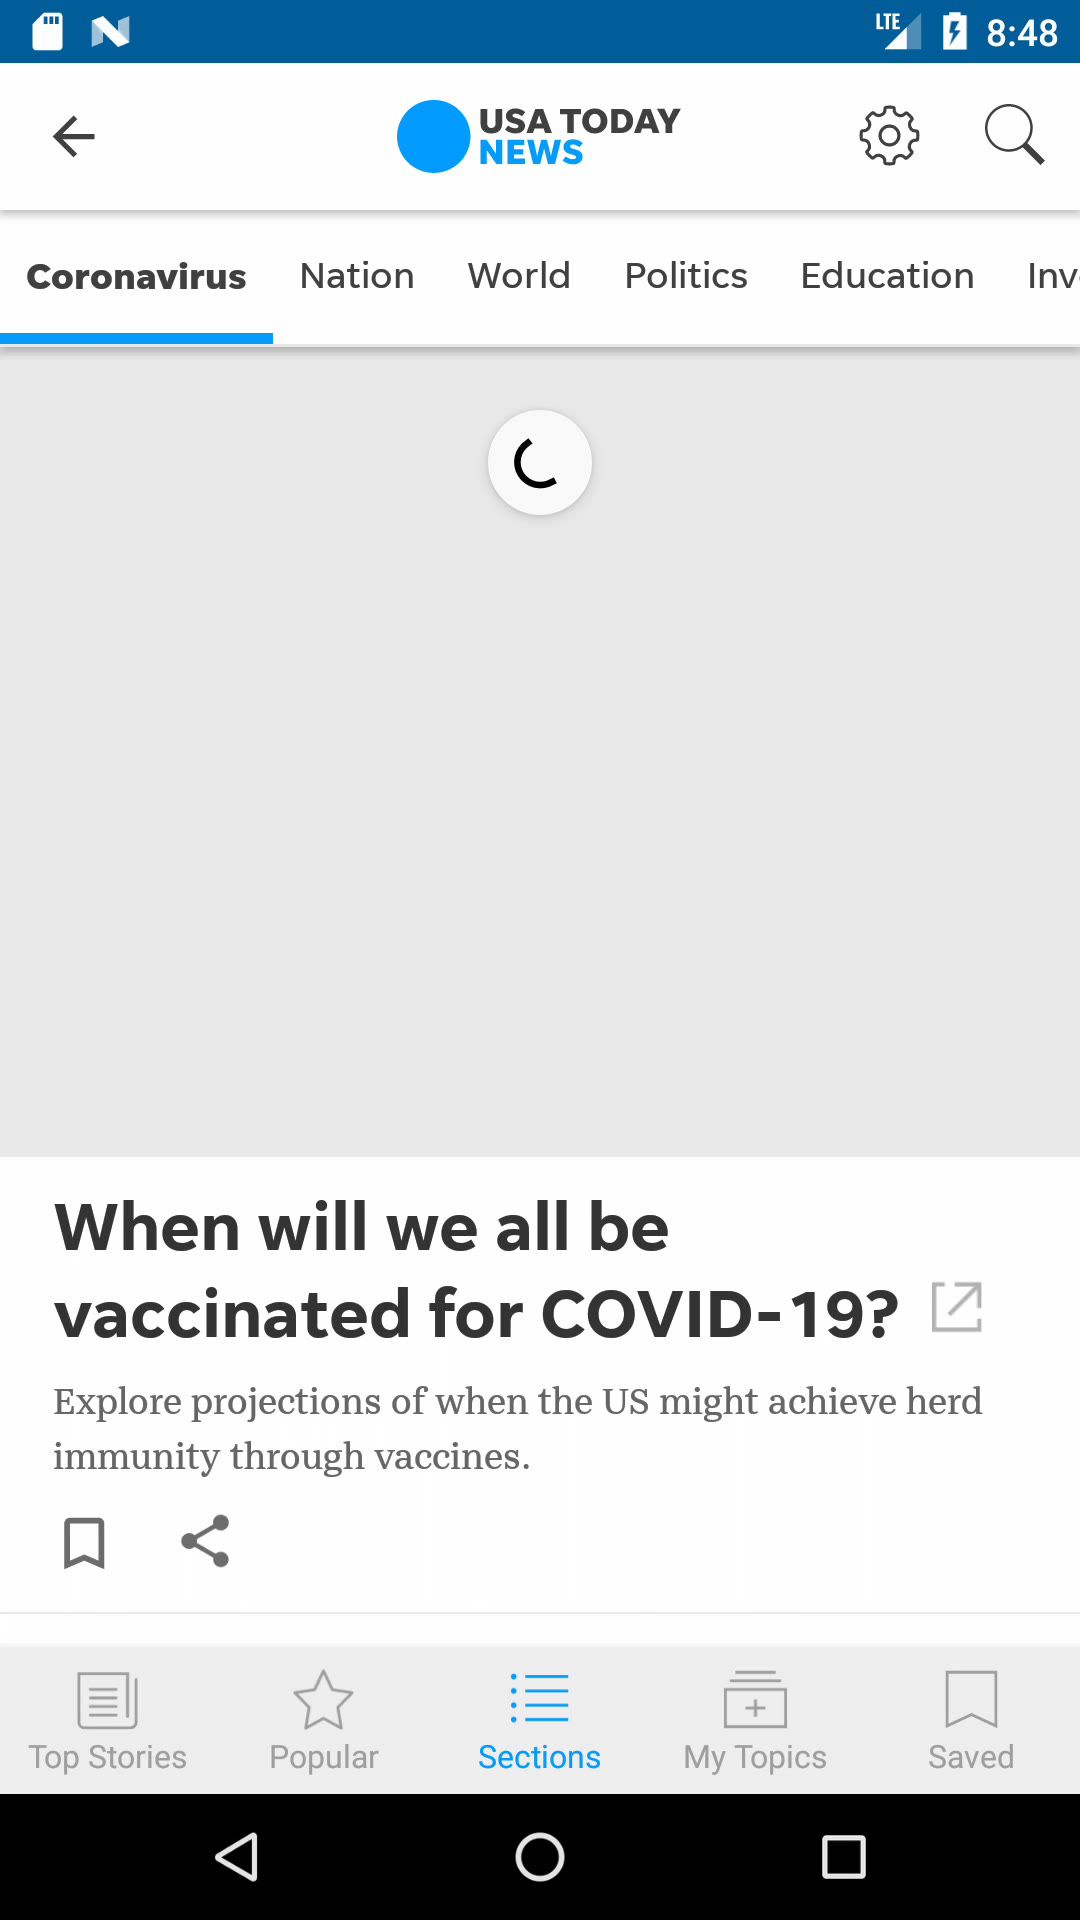 LTE 8:48
USA TODAY
NEWS
Coronavirus Nation World Politics Education Inv
When will we all be
vaccinated for COVID-19?
Explore projections of when the US might achieve herd
immunity through vaccines.
Top Stories Popular Sections My Topics Saved